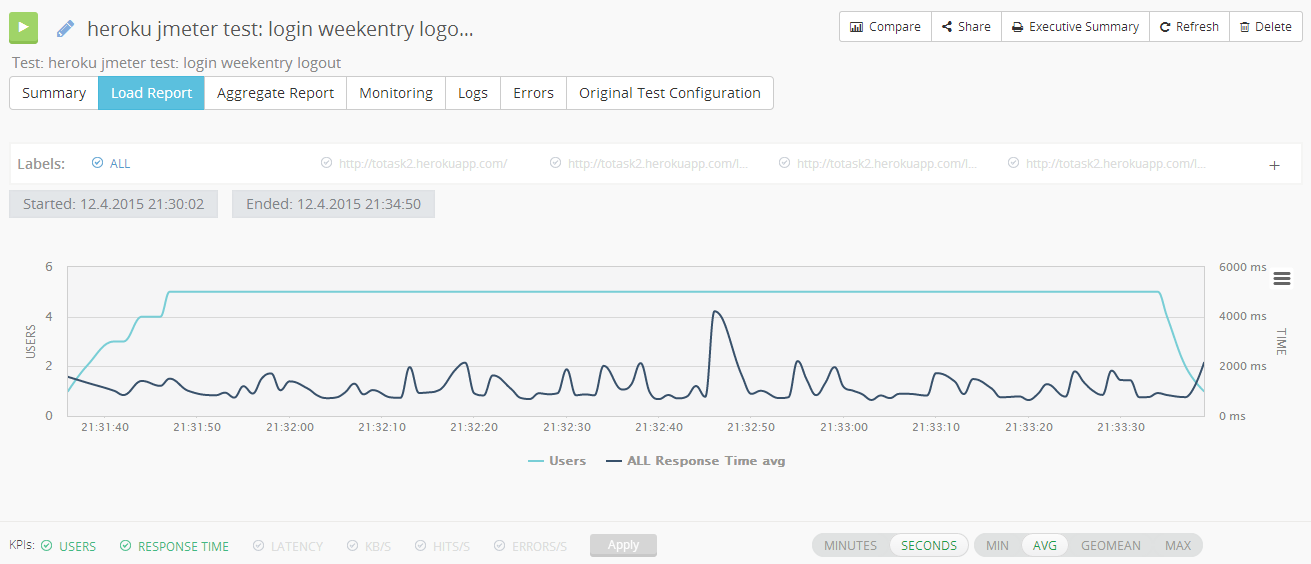 heroku jmeter test: login weekentry logo...
Compare Share Executive Summary Refresh Delete
Test: heroku jmeter test: login weekentry logout
Summary Load Report Aggregate Report Monitoring Logs Errors Original Test Configuration
Labels: ALL http://totask2.herokuapp.com/ http://totask2.herokuapp.com/l... http://totask2.herokuapp.com/l... http://totask2.herokuapp.com/l... +
Started: 12.4.2015 21:30:02 Ended: 12.4.2015 21:34:50
6 6000 ms
4 4000 ms
USERS TIME
2 2000 ms
0 0 ms
21:31:40 21:31:50 21:32:00 21:32:10 21:32:20 21:32:30 21:32:40 21:32:50 21:33:00 21:33:10 21:33:20 21:33:30
Users ALL Response Time avg
KPIs: USERS RESPONSE TIME LATENCY KB/S HITS/S ERRORS/S Apply MINUTES SECONDS MIN AVG GEOMEAN MAX